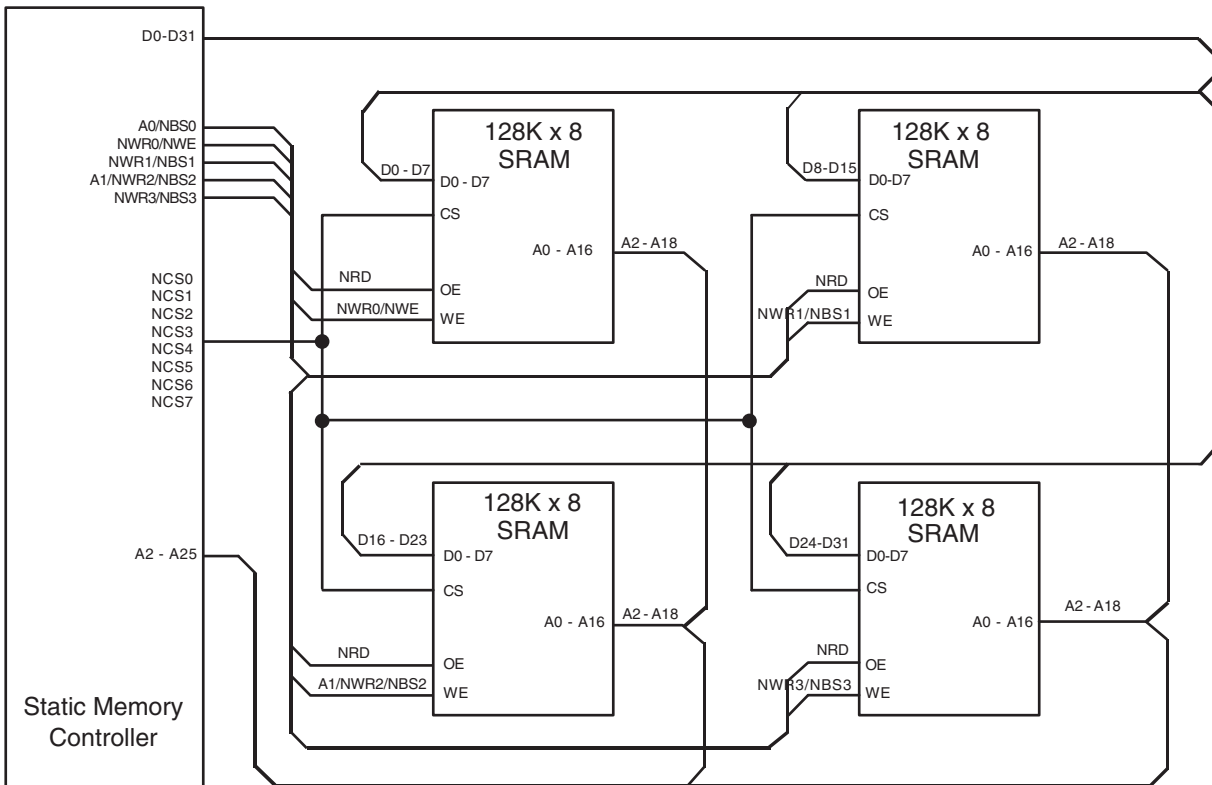 D0-D31
A0/NBS0
NWR0/NWE
NWR1/NBS1
A1/NWR2/NBS2
NWR3/NBS3
NCS0
NCS1
NCS2
NCS3
NCS4
NCS5
NCS6
NCS7
A2 - A25
Static Memory
Controller
128K x 8
SRAM
D0 - D7
D0 - D7
CS
A0 - A16
A2 - A18
NRD
OE
NWR0/NWE
WE
128K x 8
SRAM
D8-D15
D0-D7
CS
A0 - A16
A2 - A18
NRD
OE
NWR1/NBS1
WE
128K x 8
SRAM
D16 - D23
D0 - D7
CS
A0 - A16
A2 - A18
NRD
OE
A1/NWR2/NBS2
WE
128K x 8
SRAM
D24-D31
D0-D7
CS
A0 - A16
A2 - A18
NRD
OE
NWR3/NBS3
WE